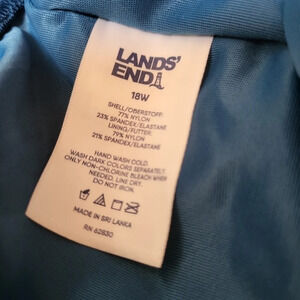 LANDS'
END
18W
SHELL/OBERSTOFF:
77% NYLON
23% SPANDEX/ELASTANE
LINING/FUTTER:
79% NYLON
21% SPANDEX/ELASTANE
HAND WASH COLD.
WASH DARK COLORS SEPARATELY.
ONLY NON-CHLORINE BLEACH WHEN
NEEDED. LINE DRY.
DO NOT IRON.
MADE IN SRI LANKA
RN 62830